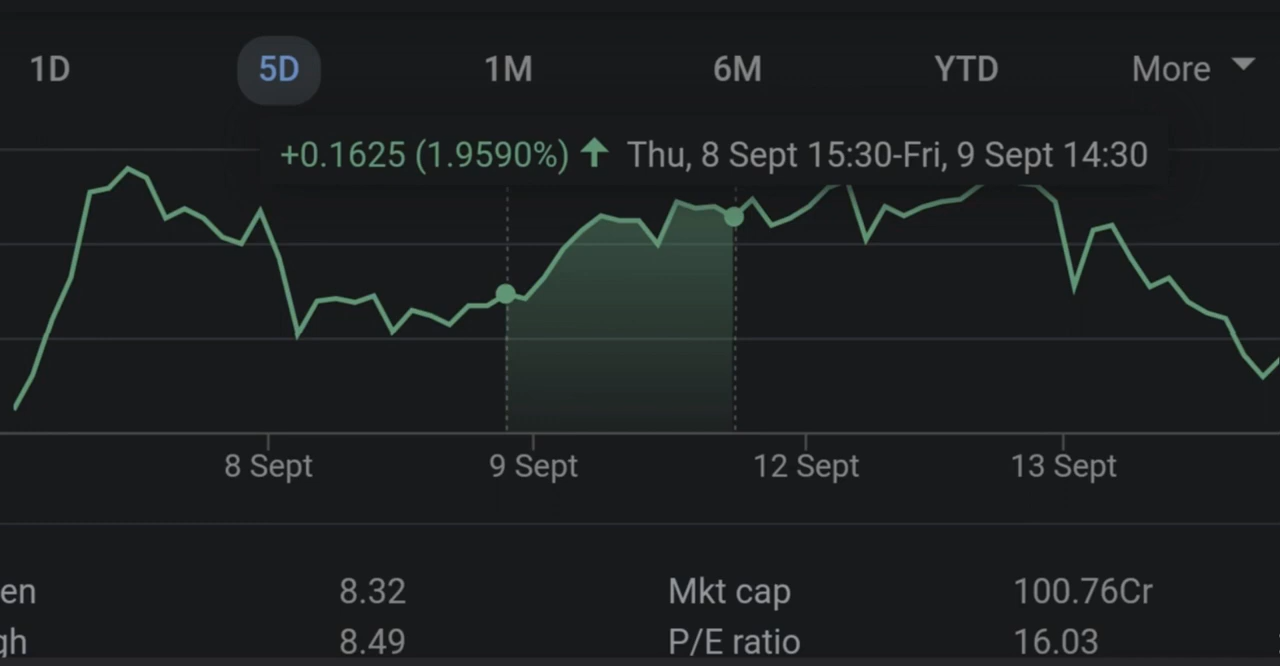 1D 5D 1M 6M YTD More
+0.1625 (1.9590%) ↑ Thu, 8 Sept 15:30-Fri, 9 Sept 14:30
8 Sept 9 Sept 12 Sept 13 Sept
en 8.32 Mkt cap 100.76Cr
gh 8.49 P/E ratio 16.03